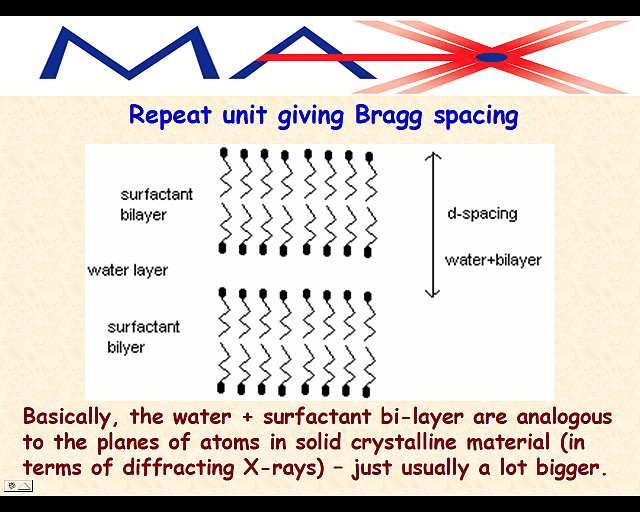 MAX
Repeat unit giving Bragg spacing
surfactant
bilayer
d-spacing
water layer
water+bilayer
surfactant
bilyer
Basically, the water + surfactant bi-layer are analogous
to the planes of atoms in solid crystalline material (in
terms of diffracting X-rays) – just usually a lot bigger.